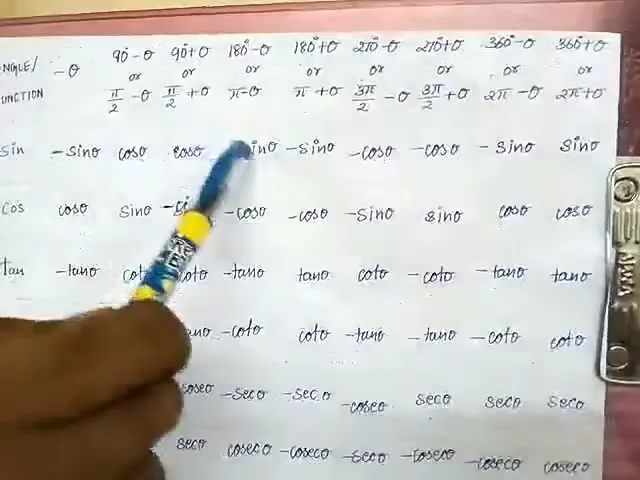 NGLE/ -θ 90°-θ 90°+θ 180°-θ 180°+θ 270°-θ 270°+θ 360°-θ 360°+θ
or or or or or or or or
UNCTION π/2 -θ π/2 +θ π-θ π+θ 3π/2 -θ 3π/2 +θ 2π-θ 2π+θ
sin -sinθ cosθ cosθ inθ -sinθ -cosθ -cosθ -sinθ sinθ
cos cosθ sinθ -cosθ -cosθ -sinθ sinθ cosθ cosθ
tan -tanθ -tanθ tanθ cotθ -cotθ -tanθ tanθ
-cotθ cotθ -tanθ -tanθ -cotθ cotθ
-secθ -secθ -cosecθ secθ secθ
secθ cosecθ -cosecθ -secθ -cosecθ -cosecθ cosecθ